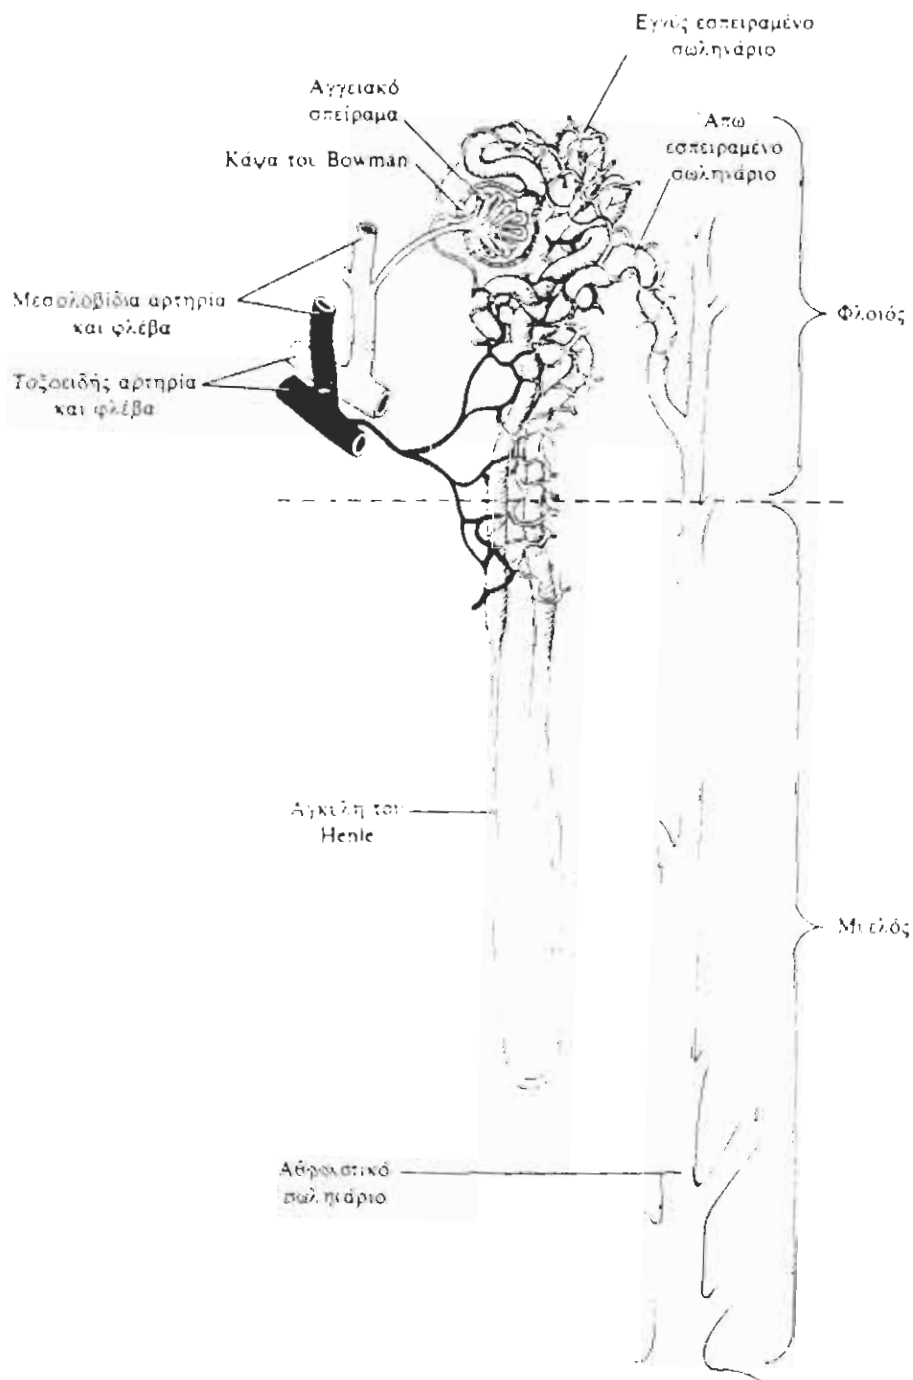 Εγγύς εσπειραμένο
σωληνάριο
Αγγειακό
σπείραμα
Άπω
εσπειραμένο
σωληνάριο
Κάψα του Bowman
Μεσολοβίδια αρτηρία
και φλέβα
Φλοιός
Τοξοειδής αρτηρία
και φλέβα
Αγκύλη του
Henle
Μυελός
Αθροιστικό
σωληνάριο